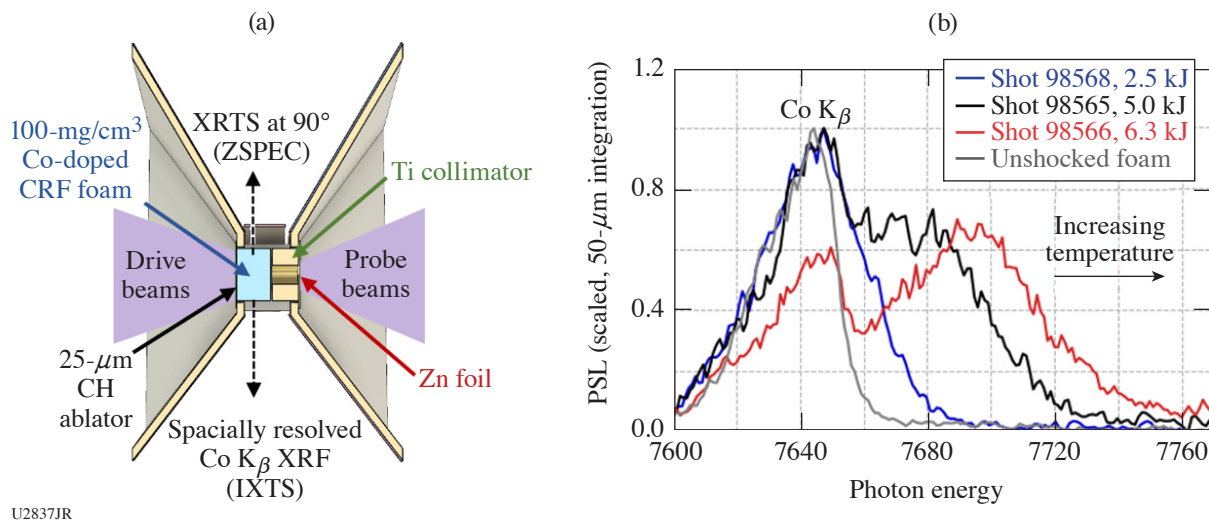 (a)
100-mg/cm³
Co-doped
CRF foam
XRTS at 90°
(ZSPEC)
Ti collimator
Drive
beams
Probe
beams
25-μm
CH
ablator
Zn foil
Spacially resolved
Co Kβ XRF
(IXTS)
U2837JR
(b)
PSL (scaled, 50-μm integration)
1.2
0.8
0.4
0.0
Co Kβ
Shot 98568, 2.5 kJ
Shot 98565, 5.0 kJ
Shot 98566, 6.3 kJ
Unshocked foam
Increasing
temperature
7600 7640 7680 7720 7760
Photon energy